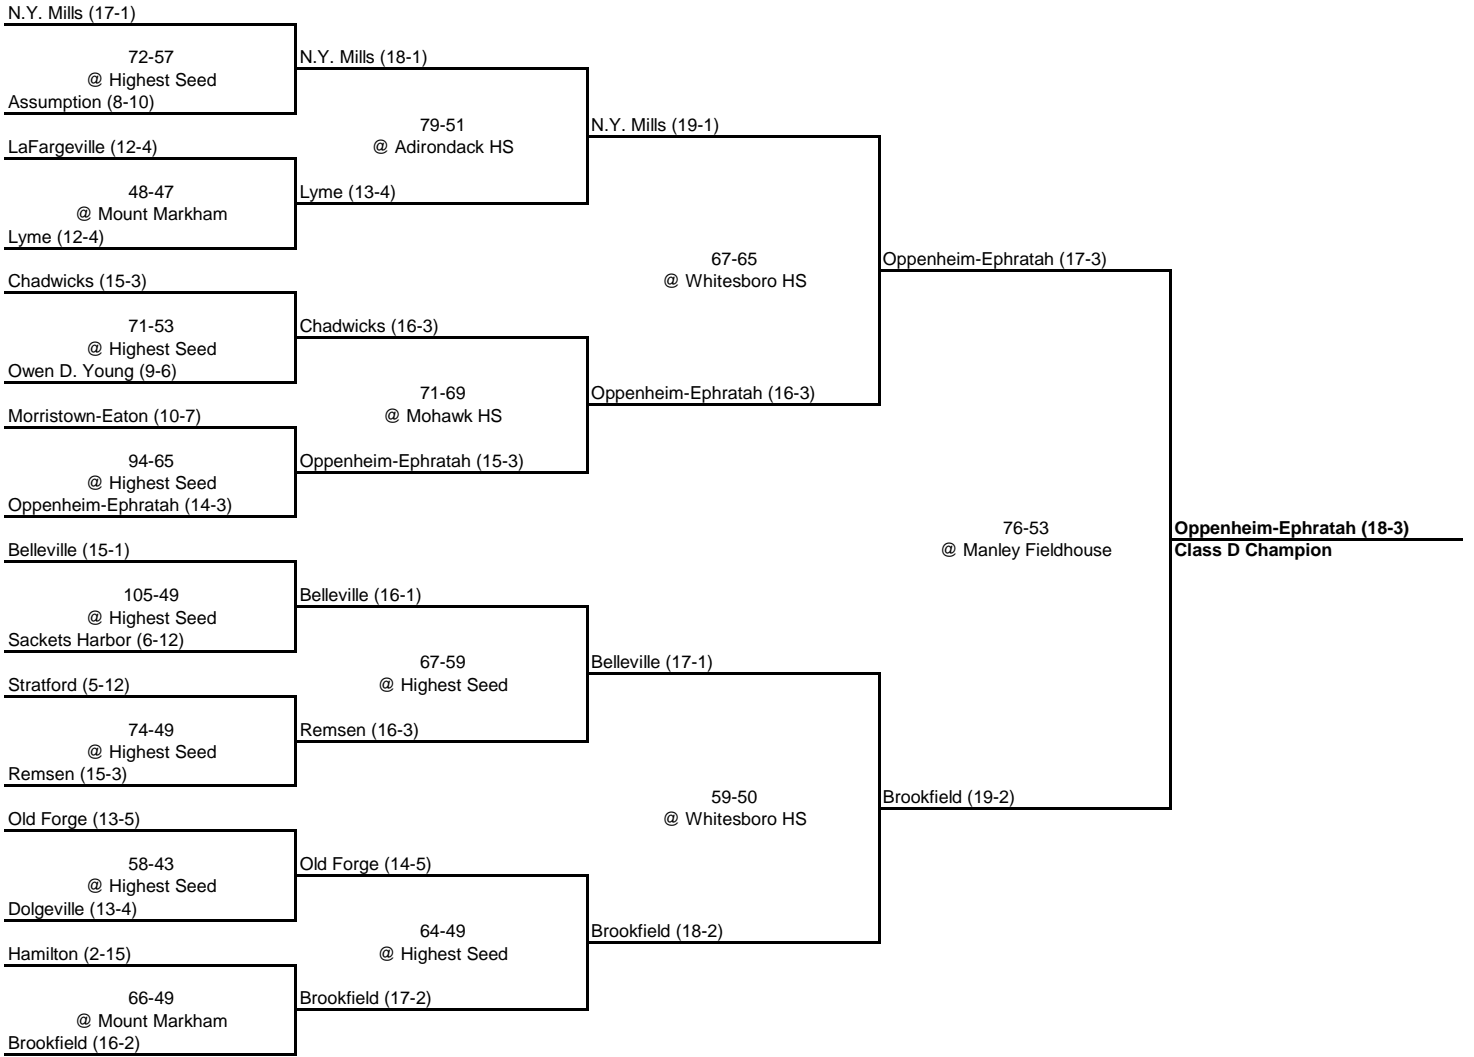 N.Y. Mills (17-1)
72-57
@ Highest Seed
Assumption (8-10)
LaFargeville (12-4)
48-47
@ Mount Markham
Lyme (12-4)
Chadwicks (15-3)
71-53
@ Highest Seed
Owen D. Young (9-6)
Morristown-Eaton (10-7)
94-65
@ Highest Seed
Oppenheim-Ephratah (14-3)
Belleville (15-1)
105-49
@ Highest Seed
Sackets Harbor (6-12)
Stratford (5-12)
74-49
@ Highest Seed
Remsen (15-3)
Old Forge (13-5)
58-43
@ Highest Seed
Dolgeville (13-4)
Hamilton (2-15)
66-49
@ Mount Markham
Brookfield (16-2)
N.Y. Mills (18-1)
79-51
@ Adirondack HS
Lyme (13-4)
Chadwicks (16-3)
71-69
@ Mohawk HS
Oppenheim-Ephratah (15-3)
Belleville (16-1)
67-59
@ Highest Seed
Remsen (16-3)
Old Forge (14-5)
64-49
@ Highest Seed
Brookfield (17-2)
N.Y. Mills (19-1)
67-65
@ Whitesboro HS
Oppenheim-Ephratah (16-3)
Belleville (17-1)
59-50
@ Whitesboro HS
Brookfield (18-2)
Oppenheim-Ephratah (17-3)
76-53
@ Manley Fieldhouse
Brookfield (19-2)
Oppenheim-Ephratah (18-3)
Class D Champion